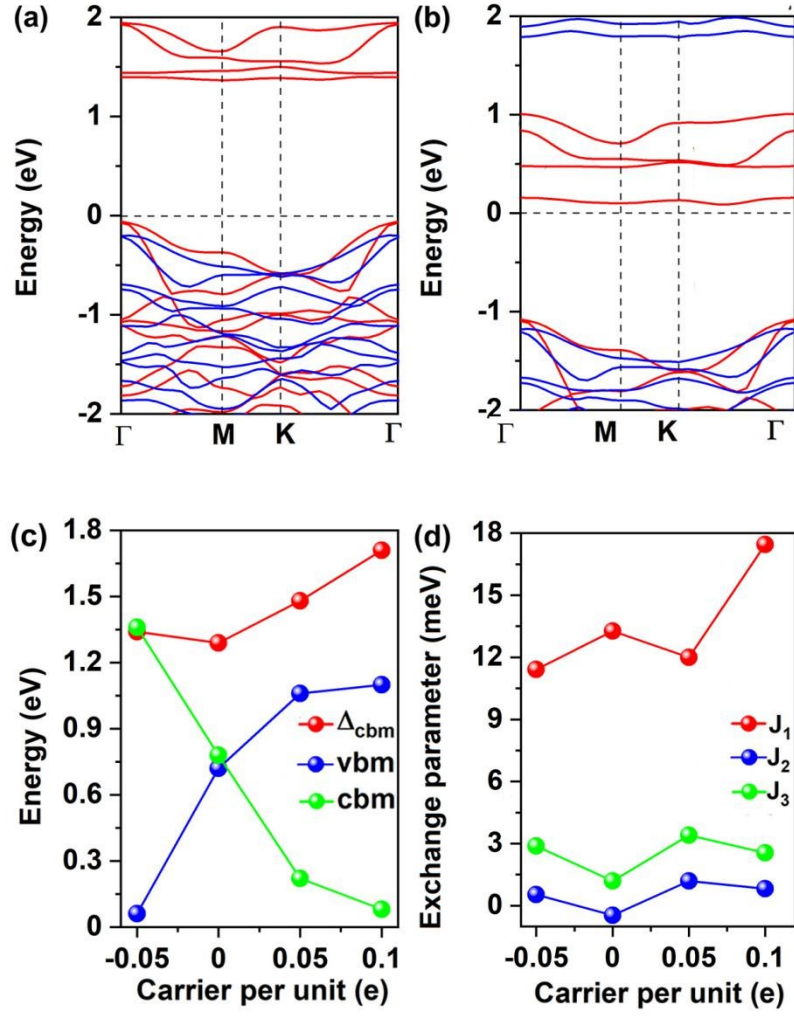 (a)
2
1
0
-1
-2
Energy (eV)
Γ M K Γ
(b)
2
1
0
-1
-2
Energy (eV)
Γ M K Γ
(c)
1.8
1.5
1.2
0.9
0.6
0.3
0
Energy (eV)
Δcbm
vbm
cbm
-0.05 0 0.05 0.1
Carrier per unit (e)
(d)
18
15
12
9
6
3
0
Exchange parameter (meV)
J1
J2
J3
-0.05 0 0.05 0.1
Carrier per unit (e)